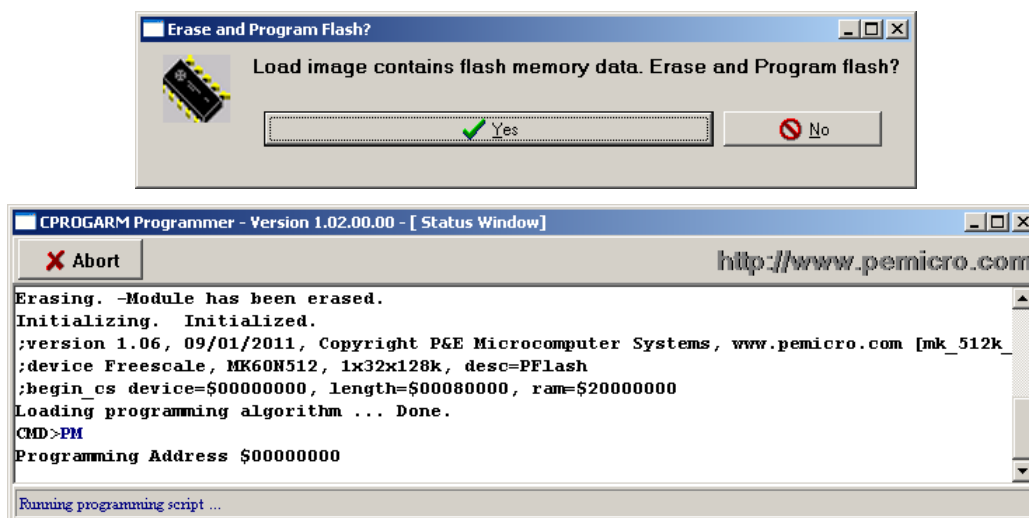 Erase and Program Flash?
Load image contains flash memory data. Erase and Program flash?
Yes
No
CPROGARM Programmer - Version 1.02.00.00 - [ Status Window]
Abort
http://www.pemicro.com
Erasing. -Module has been erased.
Initializing.  Initialized.
;version 1.06, 09/01/2011, Copyright P&E Microcomputer Systems, www.pemicro.com [mk_512k_
;device Freescale, MK60N512, 1x32x128k, desc=PFlash
;begin_cs device=$00000000, length=$00080000, ram=$20000000
Loading programming algorithm ... Done.
CMD>PM
Programming Address $00000000
Running programming script ...